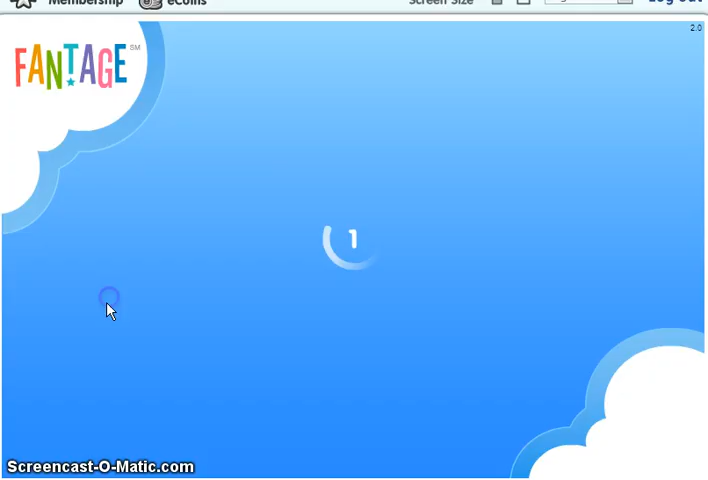 Membership eCoins Screen Size Log Out
2.0
FANTAGE SM
1
Screencast-O-Matic.com